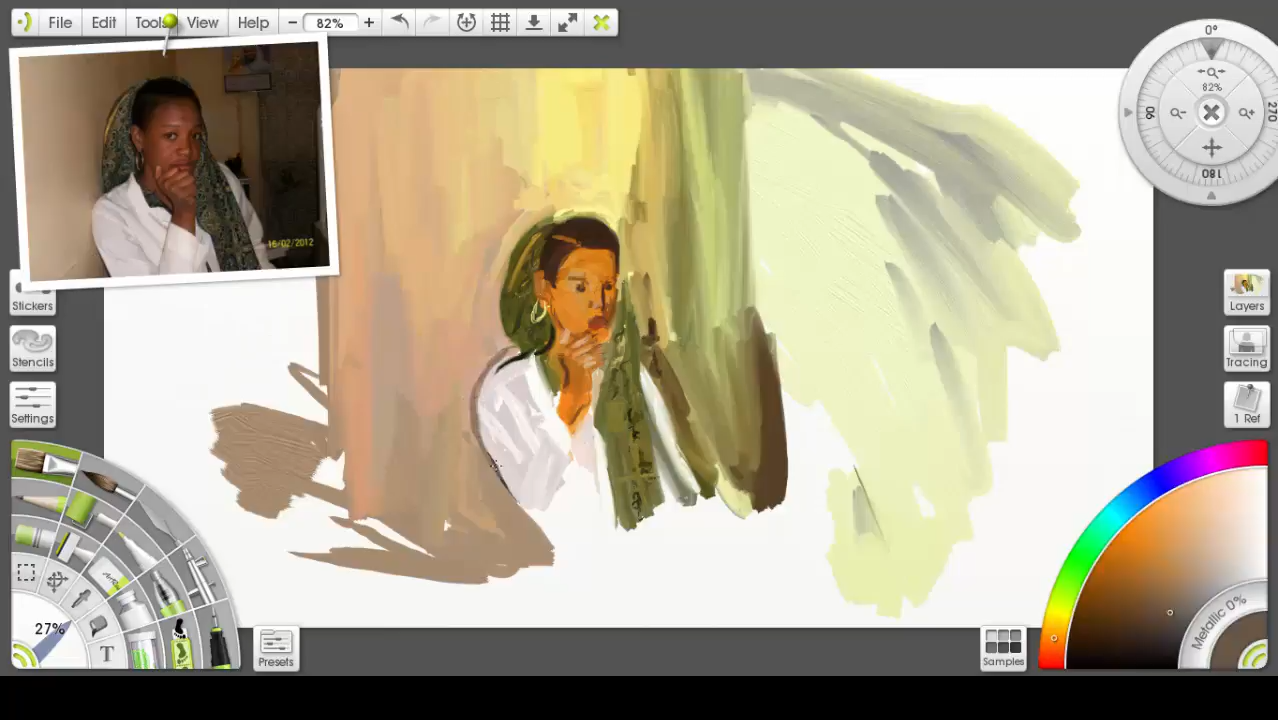 File Edit Tools View Help 82%
0°
82%
90 270
180
16/02/2012
Stickers
Stencils
Settings
Layers
Tracing
1 Ref
27%
T
Metallic 0%
Presets
Samples